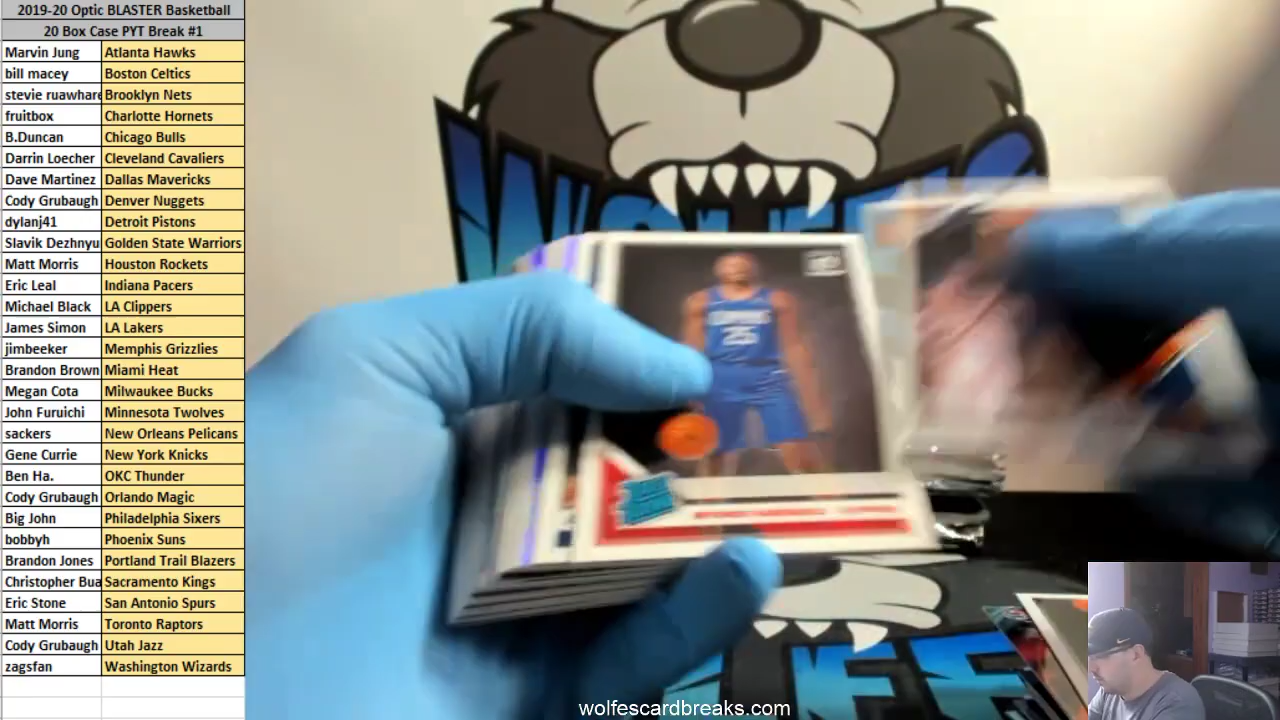 2019-20 Optic BLASTER Basketball
20 Box Case PYT Break #1
Marvin Jung Atlanta Hawks
bill macey Boston Celtics
stevie ruawhare Brooklyn Nets
fruitbox Charlotte Hornets
B.Duncan Chicago Bulls
Darrin Loecher Cleveland Cavaliers
Dave Martinez Dallas Mavericks
Cody Grubaugh Denver Nuggets
dylanj41 Detroit Pistons
Slavik Dezhnyu Golden State Warriors
Matt Morris Houston Rockets
Eric Leal Indiana Pacers
Michael Black LA Clippers
James Simon LA Lakers
jimbeeker Memphis Grizzlies
Brandon Brown Miami Heat
Megan Cota Milwaukee Bucks
John Furuichi Minnesota Twolves
sackers New Orleans Pelicans
Gene Currie New York Knicks
Ben Ha. OKC Thunder
Cody Grubaugh Orlando Magic
Big John Philadelphia Sixers
bobbyh Phoenix Suns
Brandon Jones Portland Trail Blazers
Christopher Bua Sacramento Kings
Eric Stone San Antonio Spurs
Matt Morris Toronto Raptors
Cody Grubaugh Utah Jazz
zagsfan Washington Wizards
25
wolfescardbreaks.com